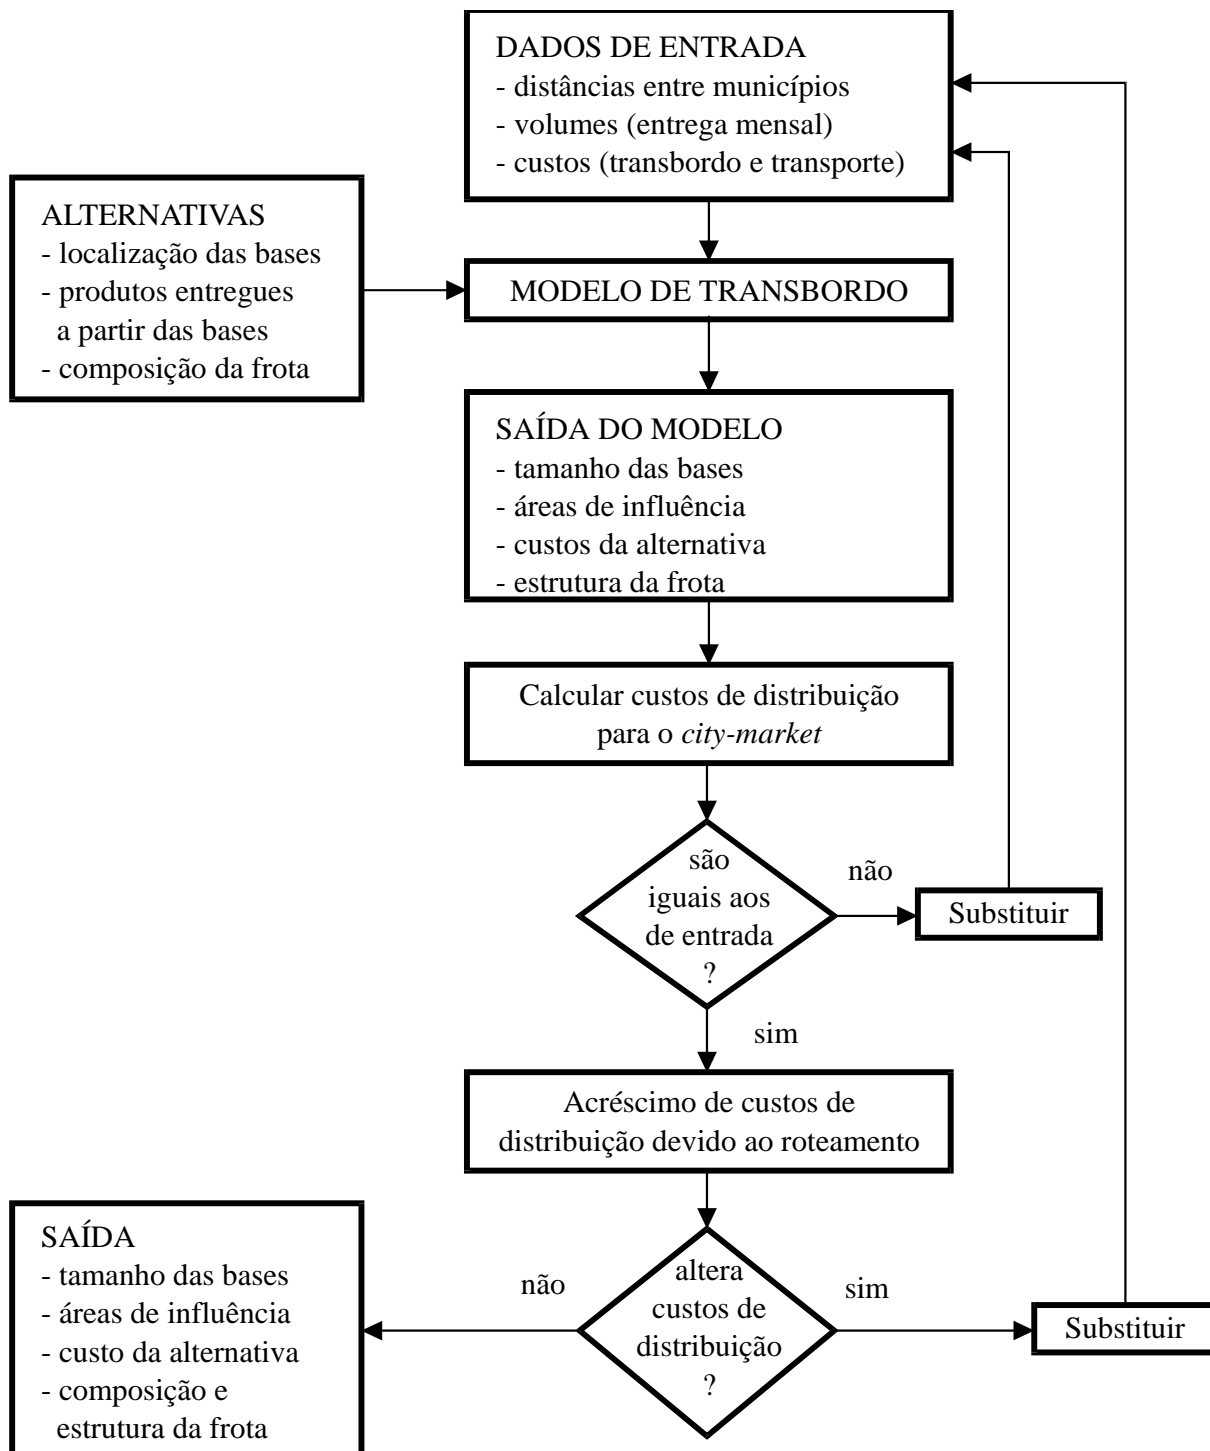 DADOS DE ENTRADA
- distâncias entre municípios
- volumes (entrega mensal)
- custos (transbordo e transporte)
ALTERNATIVAS
- localização das bases
- produtos entregues
a partir das bases
- composição da frota
MODELO DE TRANSBORDO
SAÍDA DO MODELO
- tamanho das bases
- áreas de influência
- custos da alternativa
- estrutura da frota
Calcular custos de distribuição
para o city-market
são
iguais aos
de entrada
?
não
Substituir
sim
Acréscimo de custos de
distribuição devido ao roteamento
altera
custos de
distribuição
?
não
sim
Substituir
SAÍDA
- tamanho das bases
- áreas de influência
- custo da alternativa
- composição e
estrutura da frota